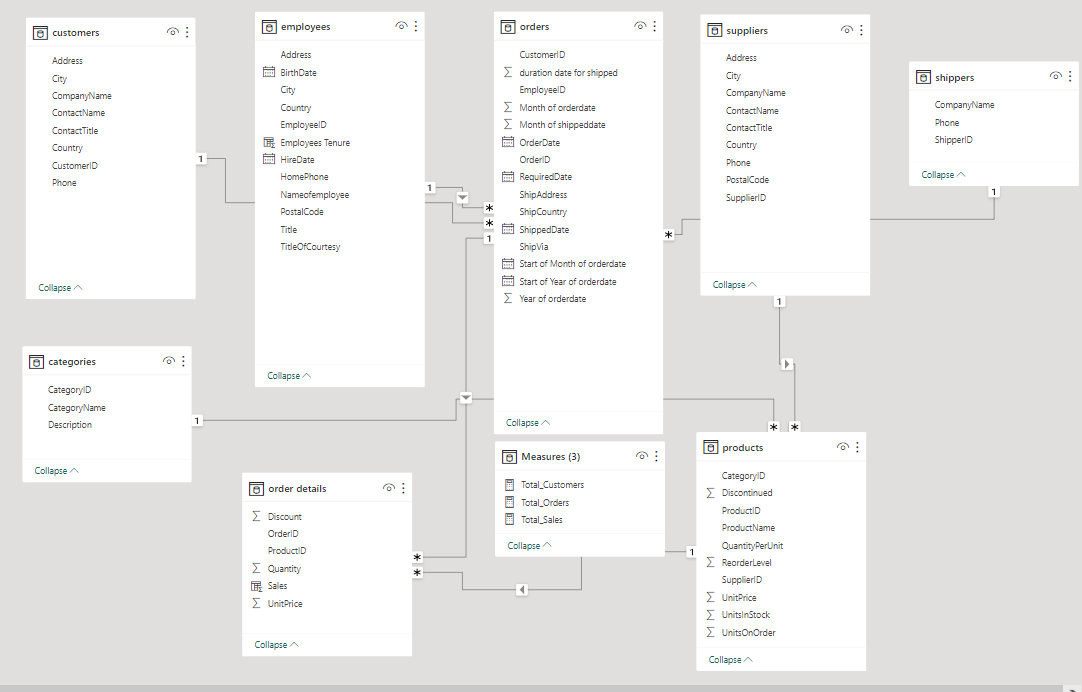 customers
Address
City
CompanyName
ContactName
ContactTitle
Country
CustomerID
Phone
Collapse
1
employees
Address
BirthDate
City
Country
EmployeeID
Employees Tenure
HireDate
HomePhone
Nameofemployee
PostalCode
Title
TitleOfCourtesy
Collapse
1
*
*
1
orders
CustomerID
duration date for shipped
EmployeeID
Month of orderdate
Month of shippeddate
OrderDate
OrderID
RequiredDate
ShipAddress
ShipCountry
ShippedDate
ShipVia
Start of Month of orderdate
Start of Year of orderdate
Year of orderdate
Collapse
*
suppliers
Address
City
CompanyName
ContactName
ContactTitle
Country
Phone
PostalCode
SupplierID
Collapse
1
shippers
CompanyName
Phone
ShipperID
Collapse
1
categories
CategoryID
CategoryName
Description
Collapse
1
order details
Discount
OrderID
ProductID
Quantity
Sales
UnitPrice
Collapse
*
*
Measures (3)
Total_Customers
Total_Orders
Total_Sales
Collapse
*
*
1
products
CategoryID
Discontinued
ProductID
ProductName
QuantityPerUnit
ReorderLevel
SupplierID
UnitPrice
UnitsInStock
UnitsOnOrder
Collapse